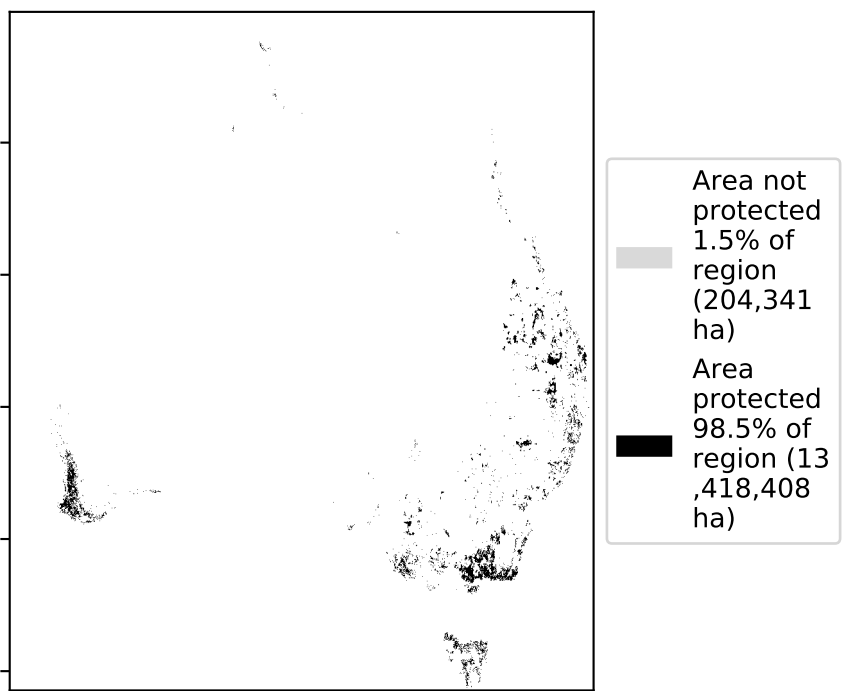 Area not
protected
1.5% of
region
(204,341
ha)
Area
protected
98.5% of
region (13
,418,408
ha)